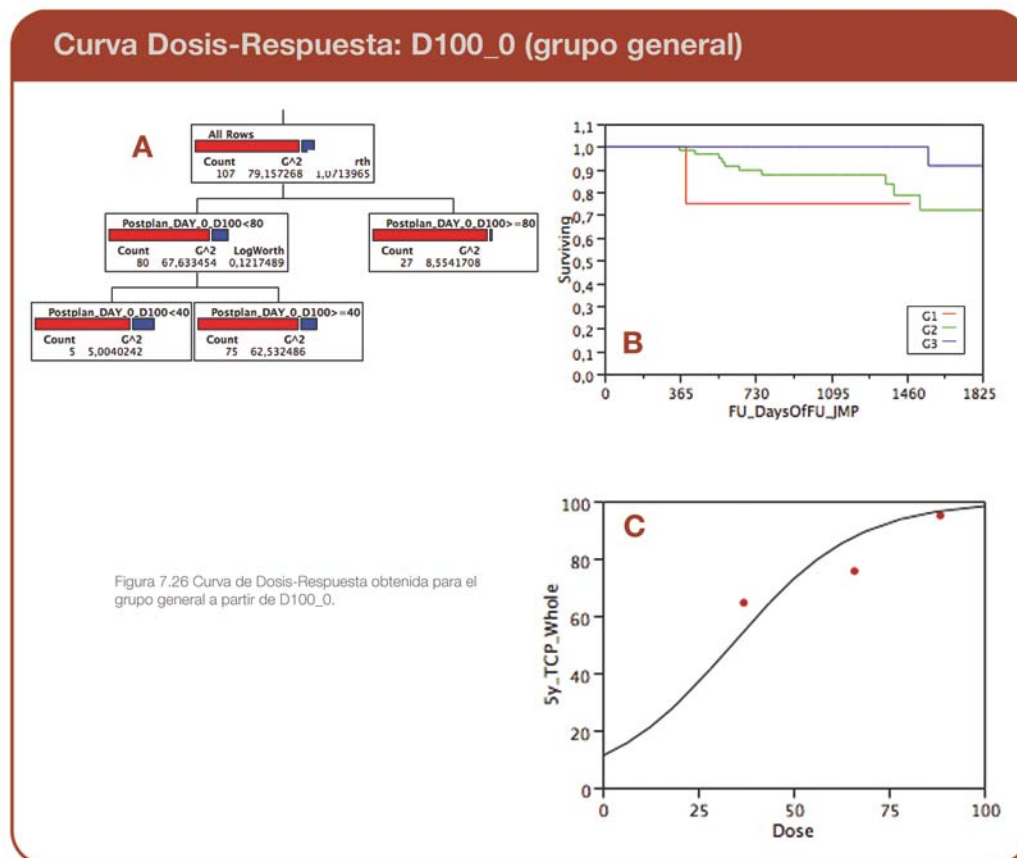 Curva Dosis-Respuesta: D100_0 (grupo general)
A
All Rows
Count G^2
107 79,157268 1,0713965
Postplan_DAY_0_D100<80
Count G^2 LogWorth
80 67,633454 0,1217489
Postplan_DAY_0_D100>=80
Count G^2
27 8,5541708
Postplan_DAY_0_D100<40
Count G^2
5 5,0040242
Postplan_DAY_0_D100>=40
Count G^2
75 62,532486
1,1
1,0
0,9
0,8
0,7
0,6
0,5
0,4
0,3
0,2
0,1
0,0
Surviving
B
G1
G2
G3
0 365 730 1095 1460 1825
FU_DaysOfFU_JMP
Figura 7.26 Curva de Dosis-Respuesta obtenida para el
grupo general a partir de D100_0.
C
100
80
60
40
20
0
5y_TCP_Whole
0 25 50 75 100
Dose